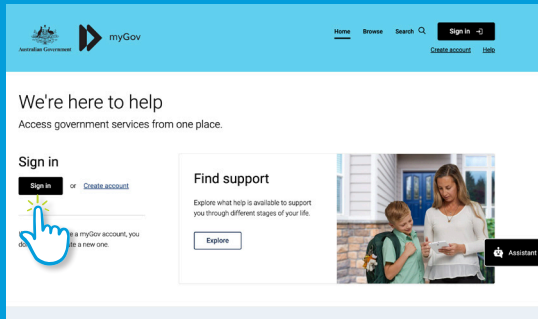 Australian Government
myGov
Home Browse Search Sign in
Create account Help
We're here to help
Access government services from one place.
Sign in
Sign in or Create account
e a myGov account, you
do te a new one.
Find support
Explore what help is available to support
you through different stages of your life.
Explore
Assistant